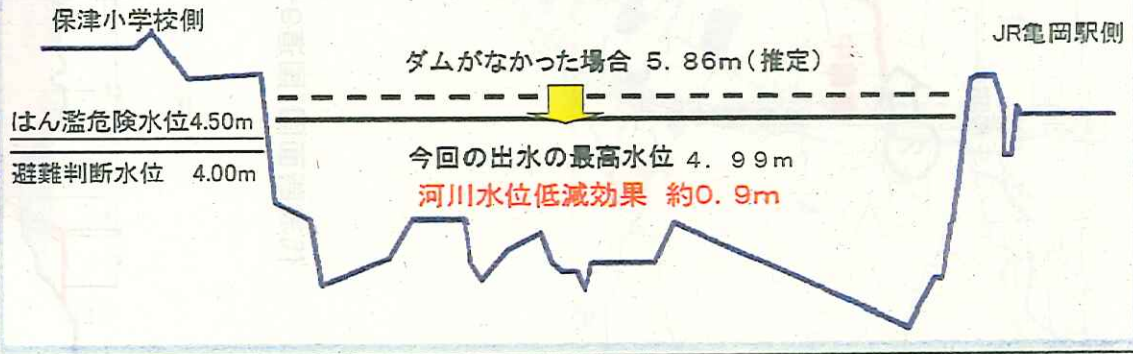 保津小学校側
JR亀岡駅側
ダムがなかった場合 5.86m(推定)
はん濫危険水位4.50m
避難判断水位 4.00m
今回の出水の最高水位 4.99m
河川水位低減効果 約0.9m